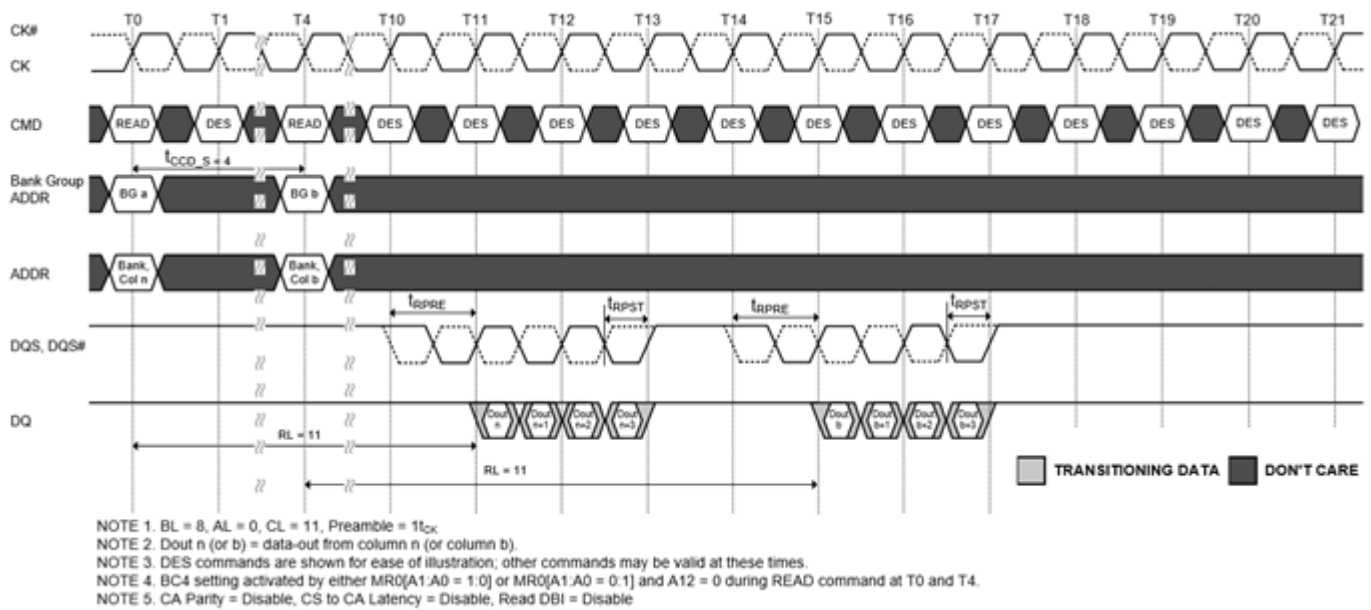 T0 T1 T4 T10 T11 T12 T13 T14 T15 T16 T17 T18 T19 T20 T21
CK#
CK
CMD READ DES READ DES DES DES DES DES DES DES DES DES DES DES DES
tCCD_S = 4
Bank Group
ADDR
BG a BG b
ADDR
Bank, Col n
Bank, Col b
tRPRE tRPST tRPRE tRPST
DQS, DQS#
DQ
Dout n Dout n+1 Dout n+2 Dout n+3 Dout b Dout b+1 Dout b+2 Dout b+3
RL = 11
RL = 11
TRANSITIONING DATA DON'T CARE
NOTE 1. BL = 8, AL = 0, CL = 11, Preamble = 1tCK
NOTE 2. Dout n (or b) = data-out from column n (or column b).
NOTE 3. DES commands are shown for ease of illustration; other commands may be valid at these times.
NOTE 4. BC4 setting activated by either MR0[A1:A0 = 1:0] or MR0[A1:A0 = 0:1] and A12 = 0 during READ command at T0 and T4.
NOTE 5. CA Parity = Disable, CS to CA Latency = Disable, Read DBI = Disable